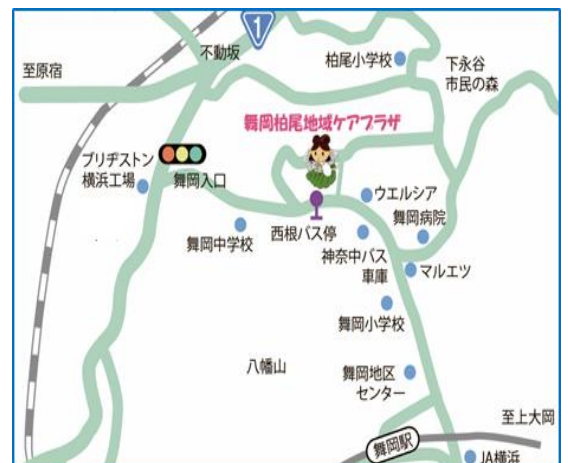 1
不動坂
至原宿
柏尾小学校
下永谷
市民の森
舞岡柏尾地域ケアプラザ
ブリヂストン
横浜工場
舞岡入口
ウエルシア
舞岡病院
西根バス停
舞岡中学校
神奈中バス
車庫
マルエツ
舞岡小学校
八幡山
舞岡地区
センター
至上大岡
舞岡駅
JA横浜